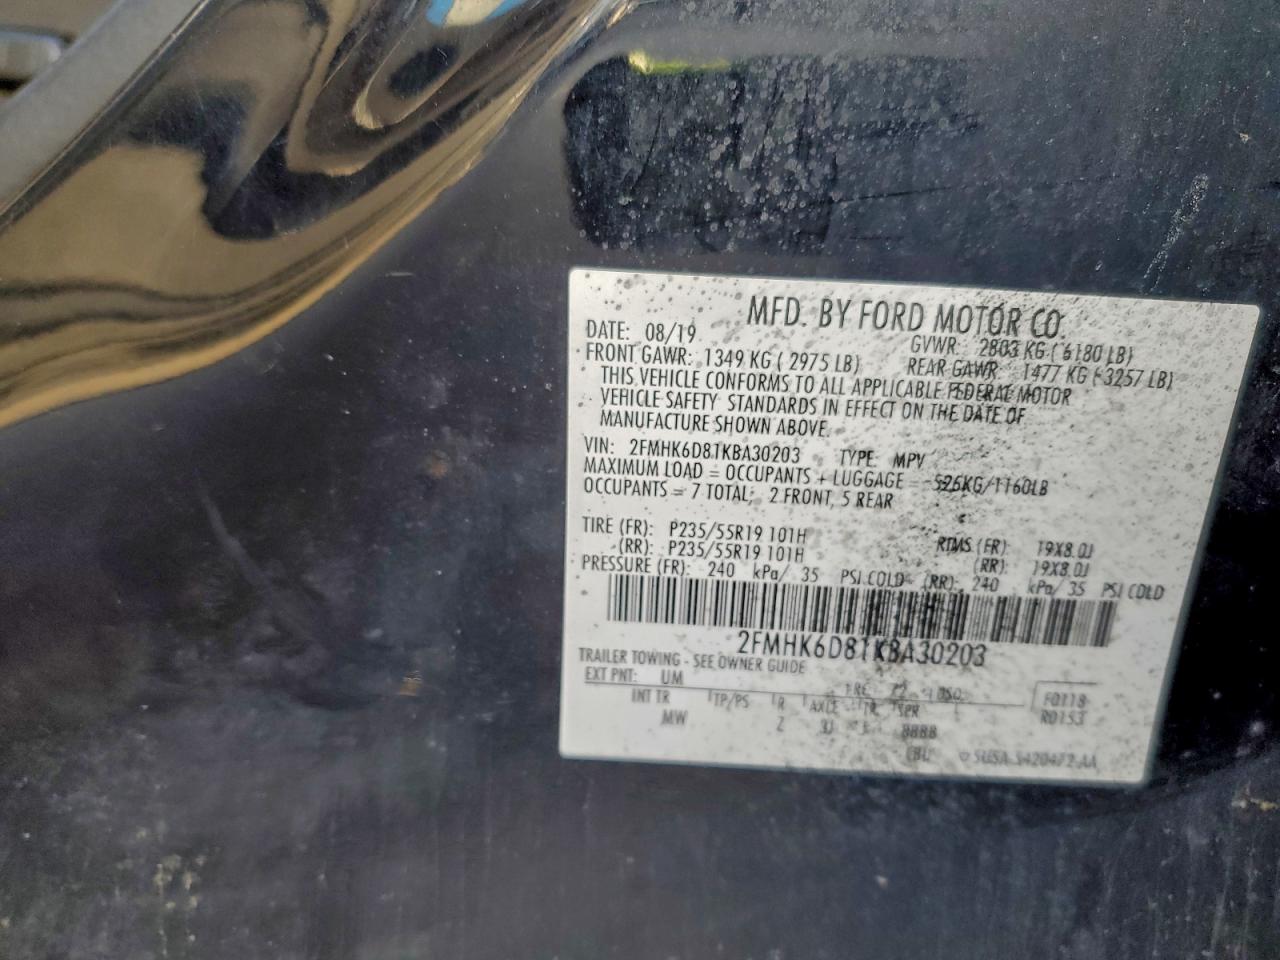 MFD. BY FORD MOTOR CO.
DATE: 08/19 GVWR: 2803 KG ( 6180 LB)
FRONT GAWR: 1349 KG ( 2975 LB) REAR GAWR: 1477 KG ( 3257 LB)
THIS VEHICLE CONFORMS TO ALL APPLICABLE FEDERAL MOTOR
VEHICLE SAFETY STANDARDS IN EFFECT ON THE DATE OF
MANUFACTURE SHOWN ABOVE.
VIN: 2FMHK6D81KBA30203 TYPE: MPV
MAXIMUM LOAD = OCCUPANTS + LUGGAGE = 526KG/1160LB
OCCUPANTS = 7 TOTAL; 2 FRONT, 5 REAR
TIRE (FR): P235/55R19 101H RIMS (FR): 19X8.0J
(RR): P235/55R19 101H (RR): 19X8.0J
PRESSURE (FR): 240 kPa/ 35 PSI COLD (RR): 240 kPa/ 35 PSI COLD
2FMHK6D81KBA30203
TRAILER TOWING - SEE OWNER GUIDE
EXT PNT: UM RC: 72 DSO: F0118
INT TR TP/PS R AXLE TR SPR R0153
MW Z 8888